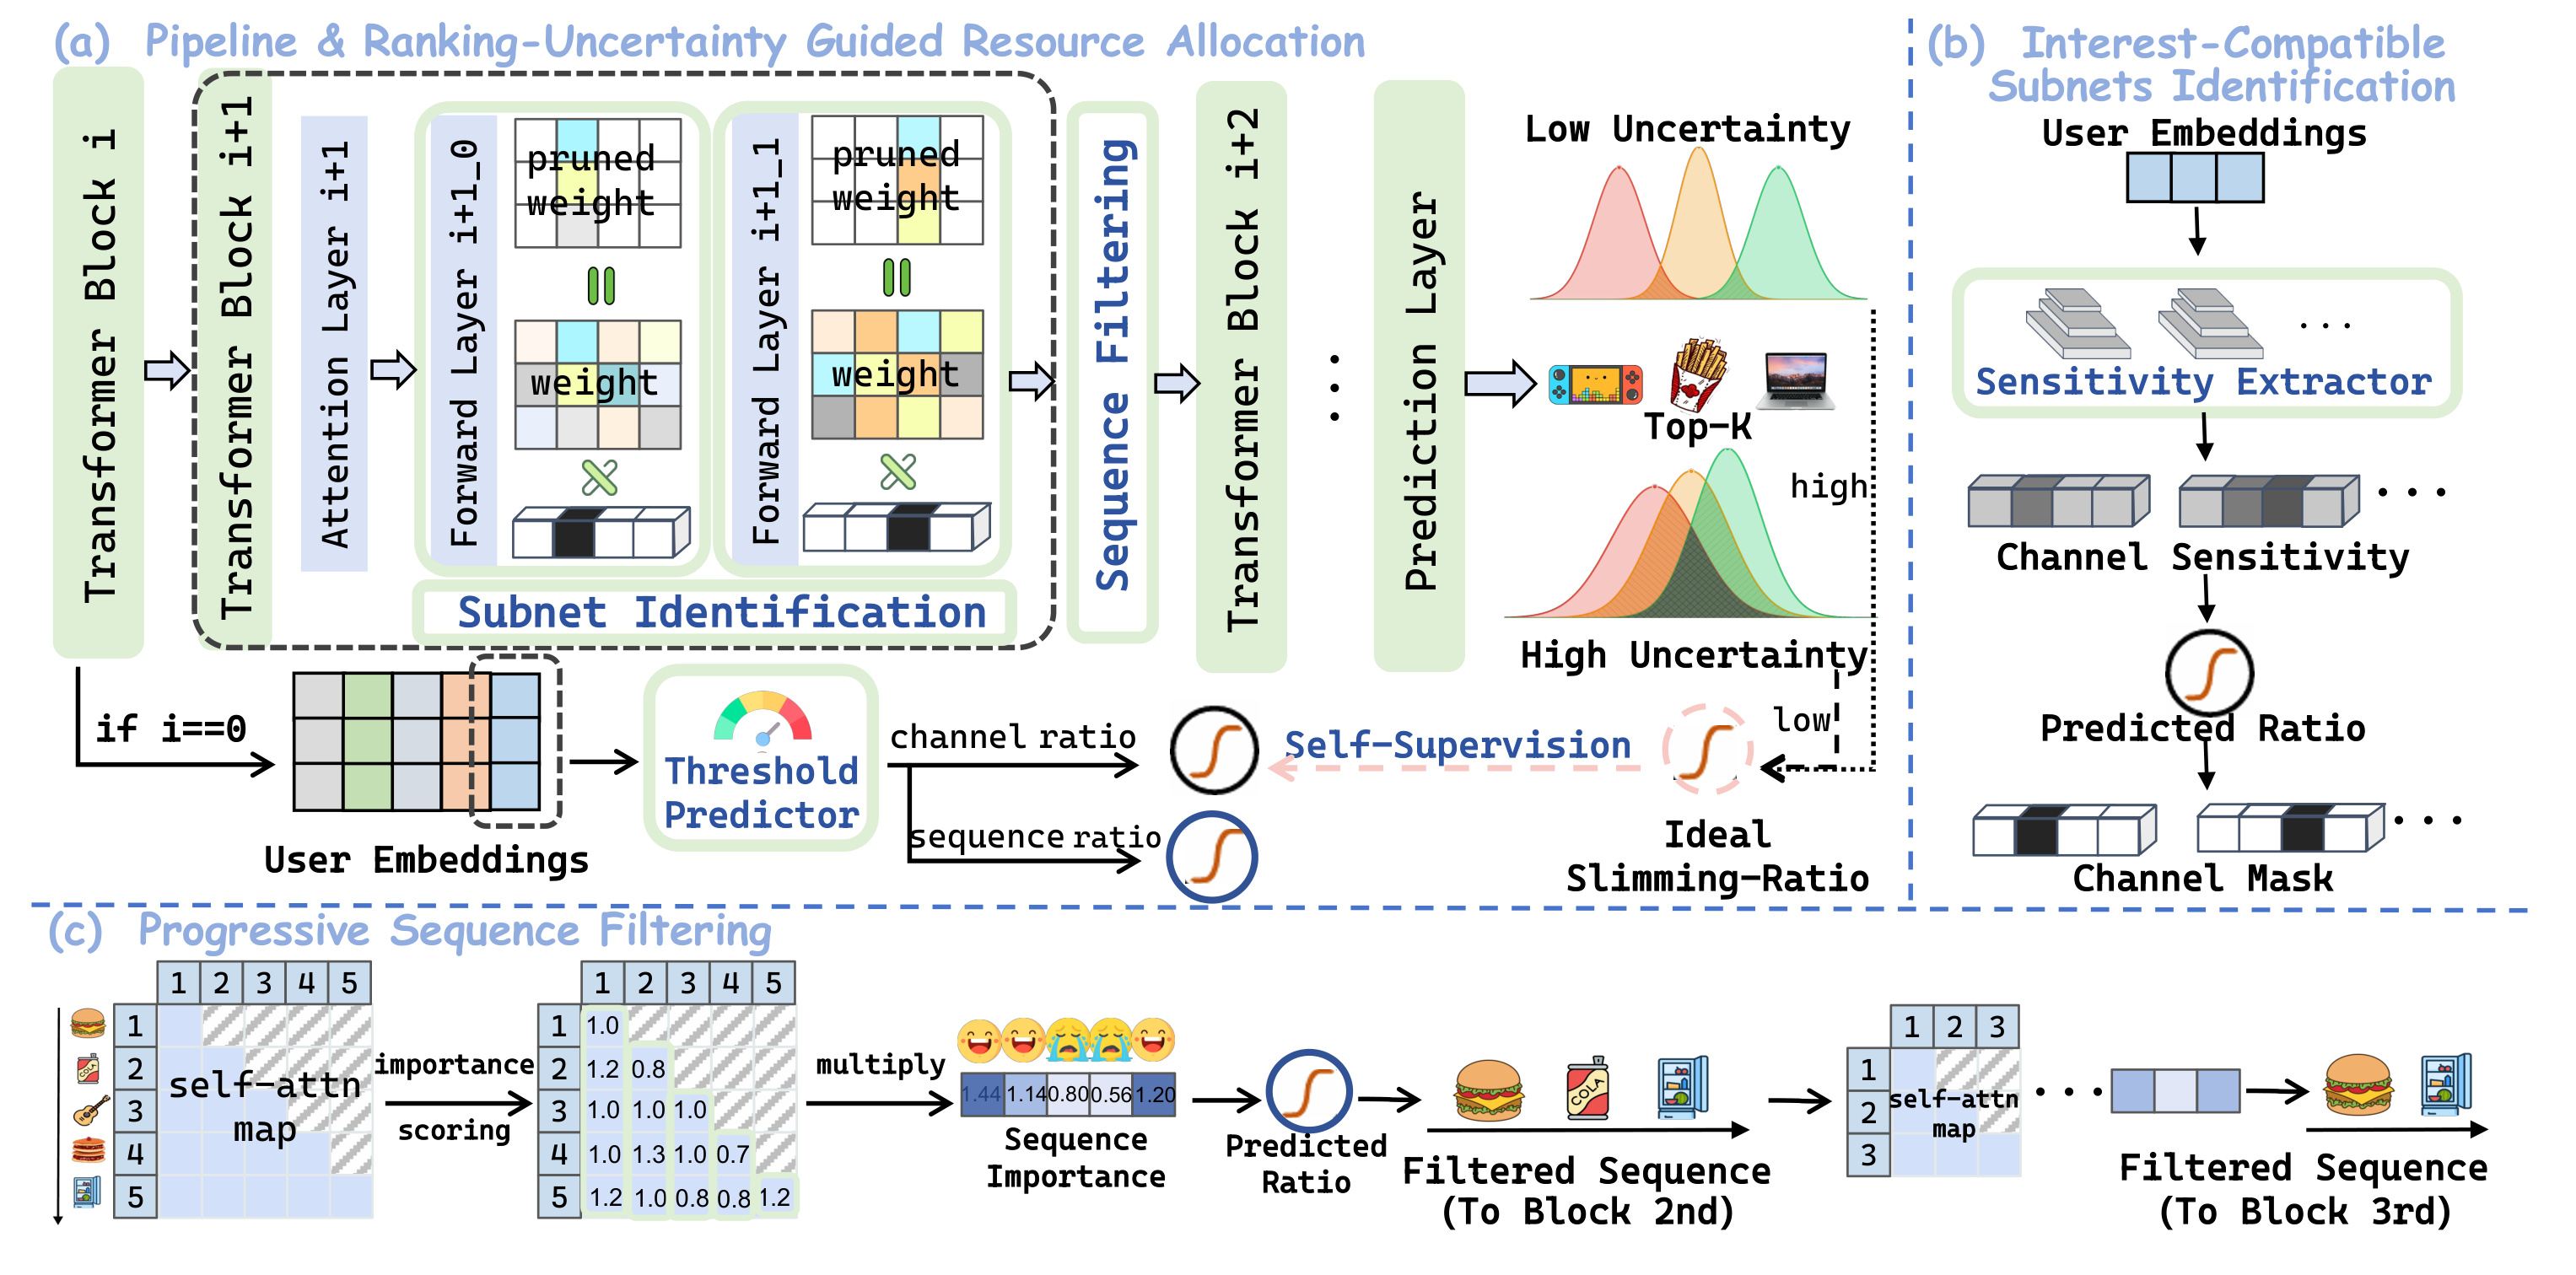 (a) Pipeline & Ranking-Uncertainty Guided Resource Allocation
Transformer Block i
Transformer Block i+1
Attention Layer i+1
Forward Layer i+1_0
pruned
weight
weight
Forward Layer i+1_1
pruned
weight
weight
Subnet Identification
Sequence Filtering
Transformer Block i+2
Prediction Layer
Low Uncertainty
Top-K
high
High Uncertainty
low
if i==0
User Embeddings
Threshold
Predictor
channel ratio
sequence ratio
Self-Supervision
Ideal
Slimming-Ratio
(b) Interest-Compatible
Subnets Identification
User Embeddings
Sensitivity Extractor
Channel Sensitivity
Predicted Ratio
Channel Mask
(c) Progressive Sequence Filtering
1 2 3 4 5
1
2
3
4
5
self-attn
map
importance
scoring
1 2 3 4 5
1 1.0
2 1.2 0.8
3 1.0 1.0 1.0
4 1.0 1.3 1.0 0.7
5 1.2 1.0 0.8 0.8 1.2
multiply
1.44 1.14 0.80 0.56 1.20
Sequence
Importance
Predicted
Ratio
COLA
Filtered Sequence
(To Block 2nd)
1 2 3
1
2
3
self-attn
map
Filtered Sequence
(To Block 3rd)